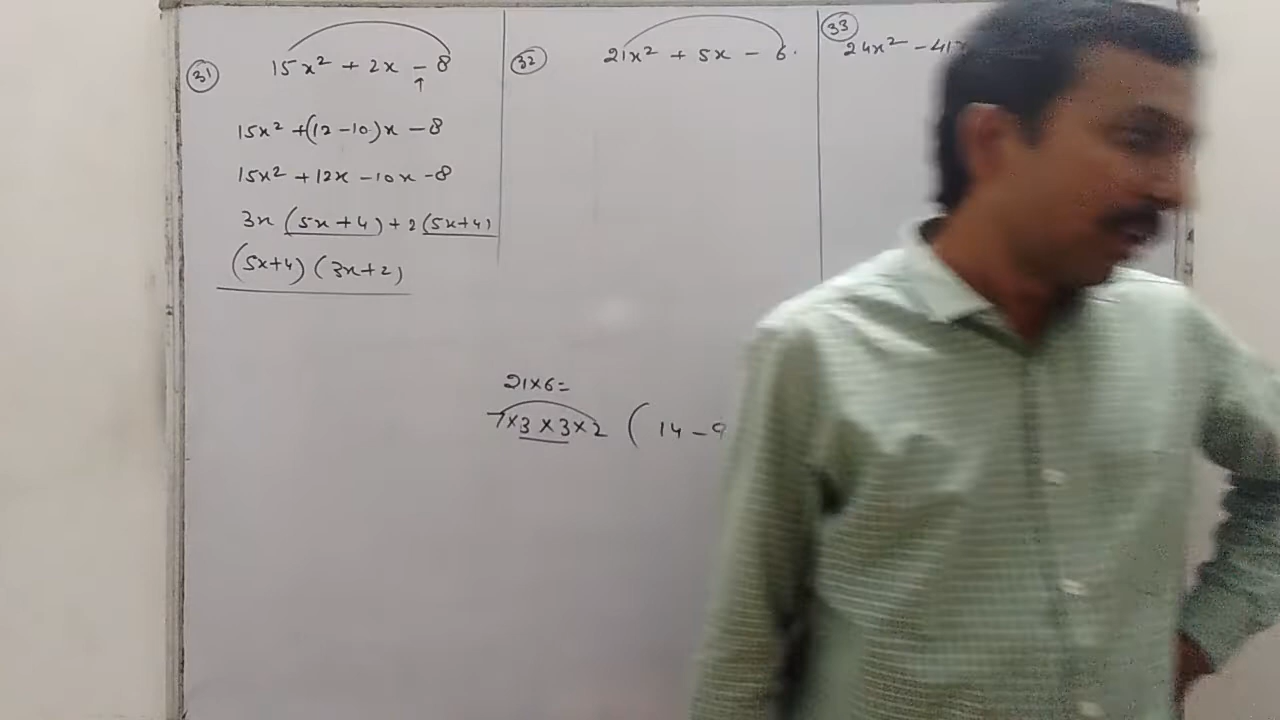 31 15x² + 2x - 8
↑
15x² + (12 - 10)x - 8
15x² + 12x - 10x - 8
3x (5x + 4) + 2 (5x+4)
(5x+4) (3x+2)
32 21x² + 5x - 6.
21×6=
7×3×3×2 ( 14 - 9
33
24x² - 41